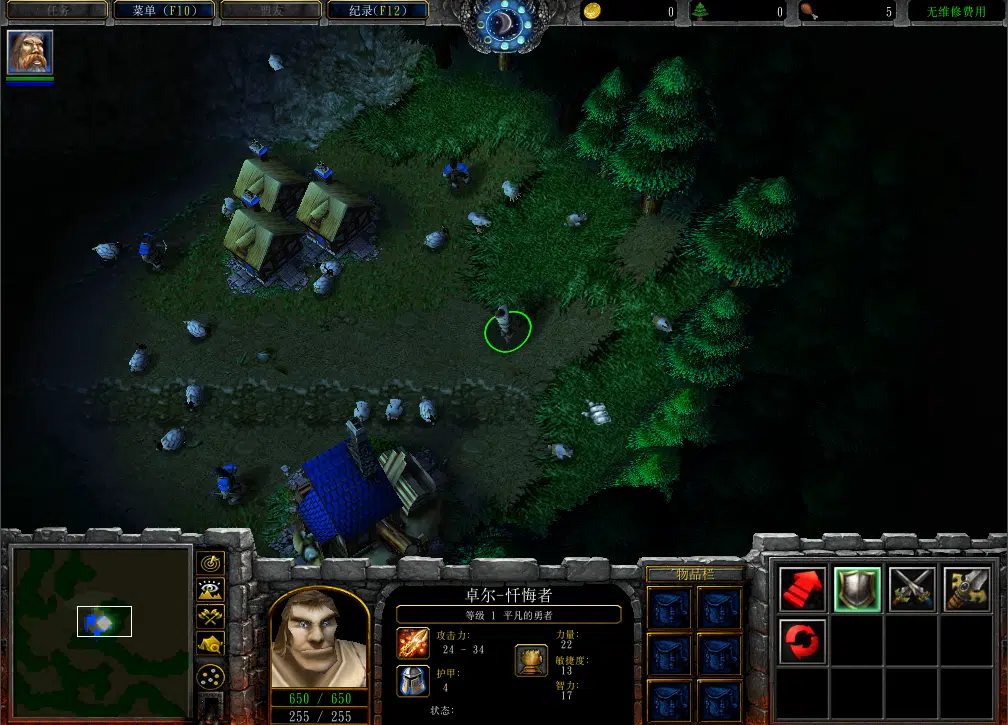 任务
菜单 (F10)
盟友
纪录(F12)
0
0
5
无维修费用
卓尔-忏悔者
等级 1 平凡的勇者
攻击力:
24 - 34
护甲:
4
状态:
力量:
22
敏捷度:
13
智力:
17
650 / 650
255 / 255
物品栏